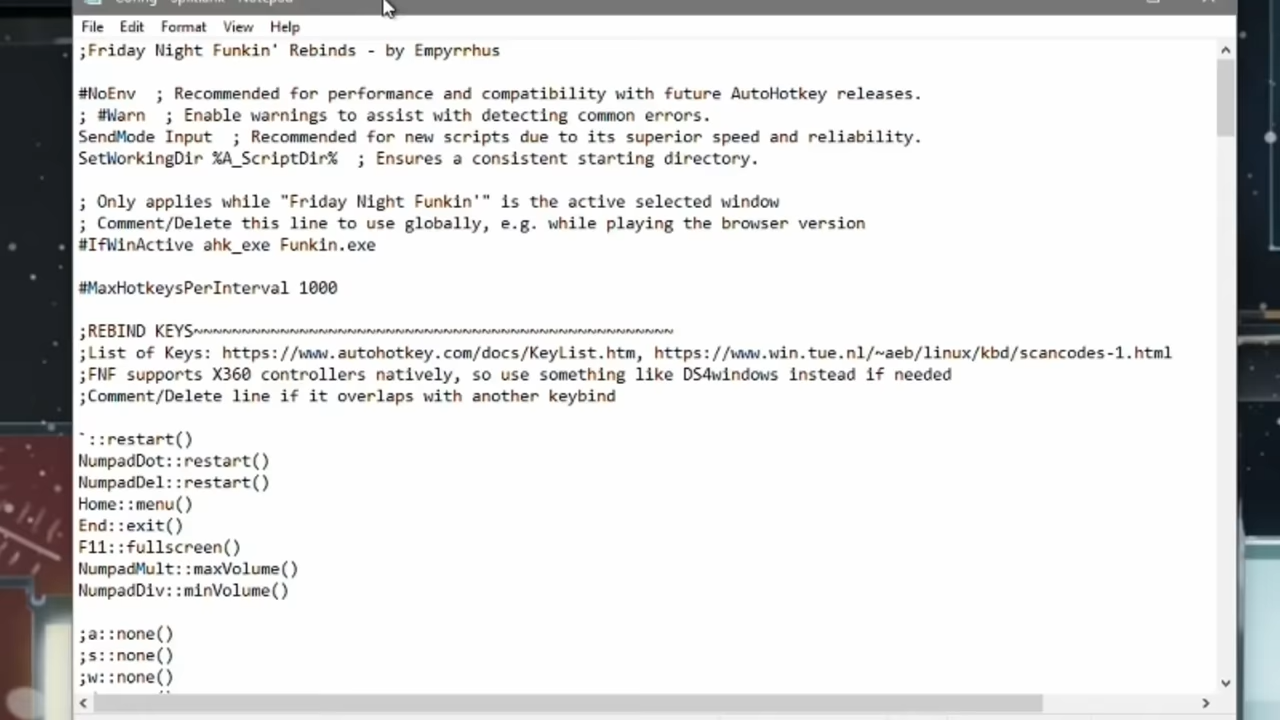 File Edit Format View Help
;Friday Night Funkin' Rebinds - by Empyrrhus
#NoEnv  ; Recommended for performance and compatibility with future AutoHotkey releases.
; #Warn  ; Enable warnings to assist with detecting common errors.
SendMode Input  ; Recommended for new scripts due to its superior speed and reliability.
SetWorkingDir %A_ScriptDir%  ; Ensures a consistent starting directory.
; Only applies while "Friday Night Funkin'" is the active selected window
; Comment/Delete this line to use globally, e.g. while playing the browser version
#IfWinActive ahk_exe Funkin.exe
#MaxHotkeysPerInterval 1000
;REBIND KEYS~~~~~~~~~~~~~~~~~~~~~~~~~~~~~~~~~~~~~~~~~~~~~~~~~~
;List of Keys: https://www.autohotkey.com/docs/KeyList.htm, https://www.win.tue.nl/~aeb/linux/kbd/scancodes-1.html
;FNF supports X360 controllers natively, so use something like DS4windows instead if needed
;Comment/Delete line if it overlaps with another keybind
`::restart()
NumpadDot::restart()
NumpadDel::restart()
Home::menu()
End::exit()
F11::fullscreen()
NumpadMult::maxVolume()
NumpadDiv::minVolume()
;a::none()
;s::none()
;w::none()